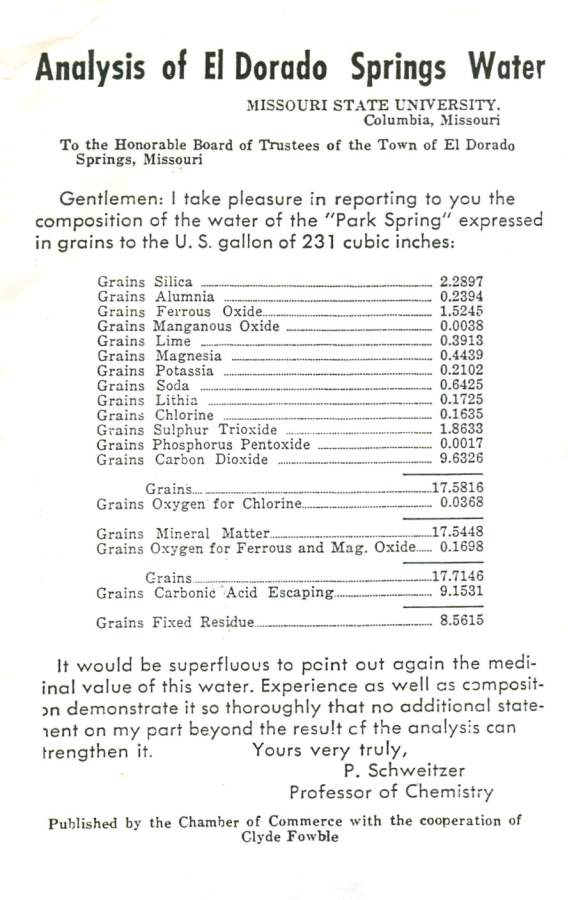 Analysis of El Dorado Springs Water
MISSOURI STATE UNIVERSITY.
Columbia, Missouri
To the Honorable Board of Trustees of the Town of El Dorado
Springs, Missouri
Gentlemen: I take pleasure in reporting to you the
composition of the water of the "Park Spring" expressed
in grains to the U. S. gallon of 231 cubic inches:
Grains Silica 2.2897
Grains Alumnia 0.2394
Grains Ferrous Oxide 1.5245
Grains Manganous Oxide 0.0038
Grains Lime 0.3913
Grains Magnesia 0.4439
Grains Potassia 0.2102
Grains Soda 0.6425
Grains Lithia 0.1725
Grains Chlorine 0.1635
Grains Sulphur Trioxide 1.8633
Grains Phosphorus Pentoxide 0.0017
Grains Carbon Dioxide 9.6326
Grains 17.5816
Grains Oxygen for Chlorine 0.0368
Grains Mineral Matter 17.5448
Grains Oxygen for Ferrous and Mag. Oxide 0.1698
Grains 17.7146
Grains Carbonic Acid Escaping 9.1531
Grains Fixed Residue 8.5615
It would be superfluous to point out again the medi-
inal value of this water. Experience as well as composit-
on demonstrate it so thoroughly that no additional state-
nent on my part beyond the result of the analysis can
trengthen it. Yours very truly,
P. Schweitzer
Professor of Chemistry
Published by the Chamber of Commerce with the cooperation of
Clyde Fowble